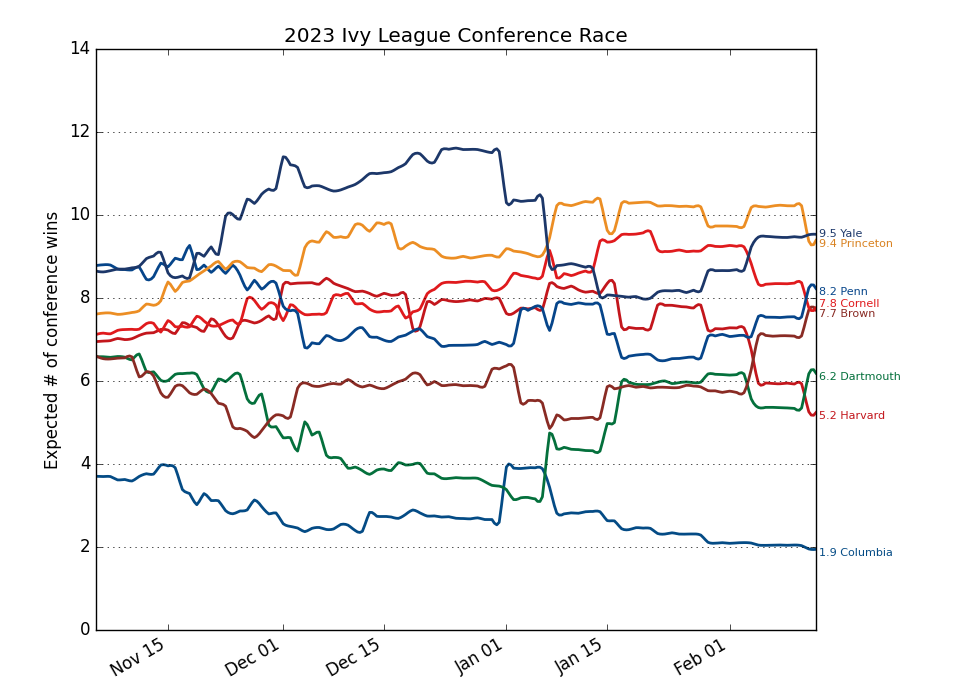 2023 Ivy League Conference Race
Expected # of conference wins
14
12
10
8
6
4
2
0
9.5 Yale
9.4 Princeton
8.2 Penn
7.8 Cornell
7.7 Brown
6.2 Dartmouth
5.2 Harvard
1.9 Columbia
Nov 15
Dec 01
Dec 15
Jan 01
Jan 15
Feb 01